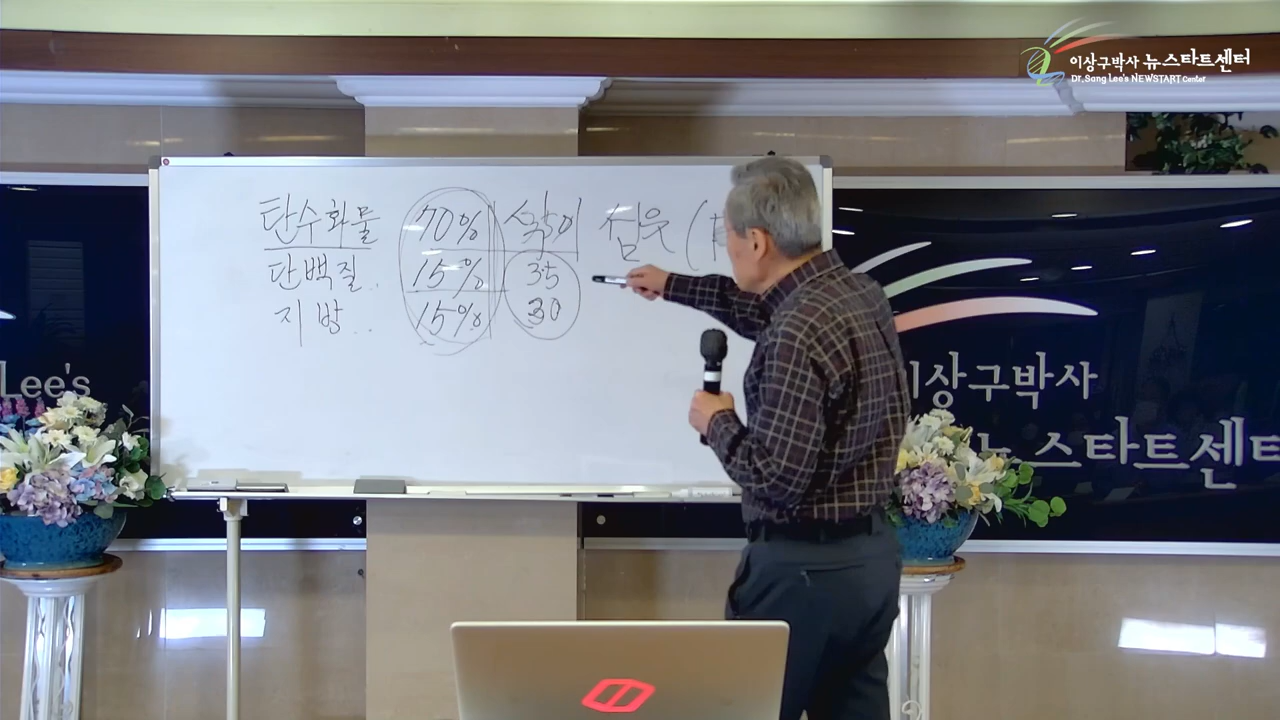 이상구박사 뉴스타트센터
Dr. Sang Lee's NEWSTART Center
탄수화물 70% 섬유 (
단백질.. 15% 35
지방.. 15% 30
Lee's
이상구박사
뉴스타트센터